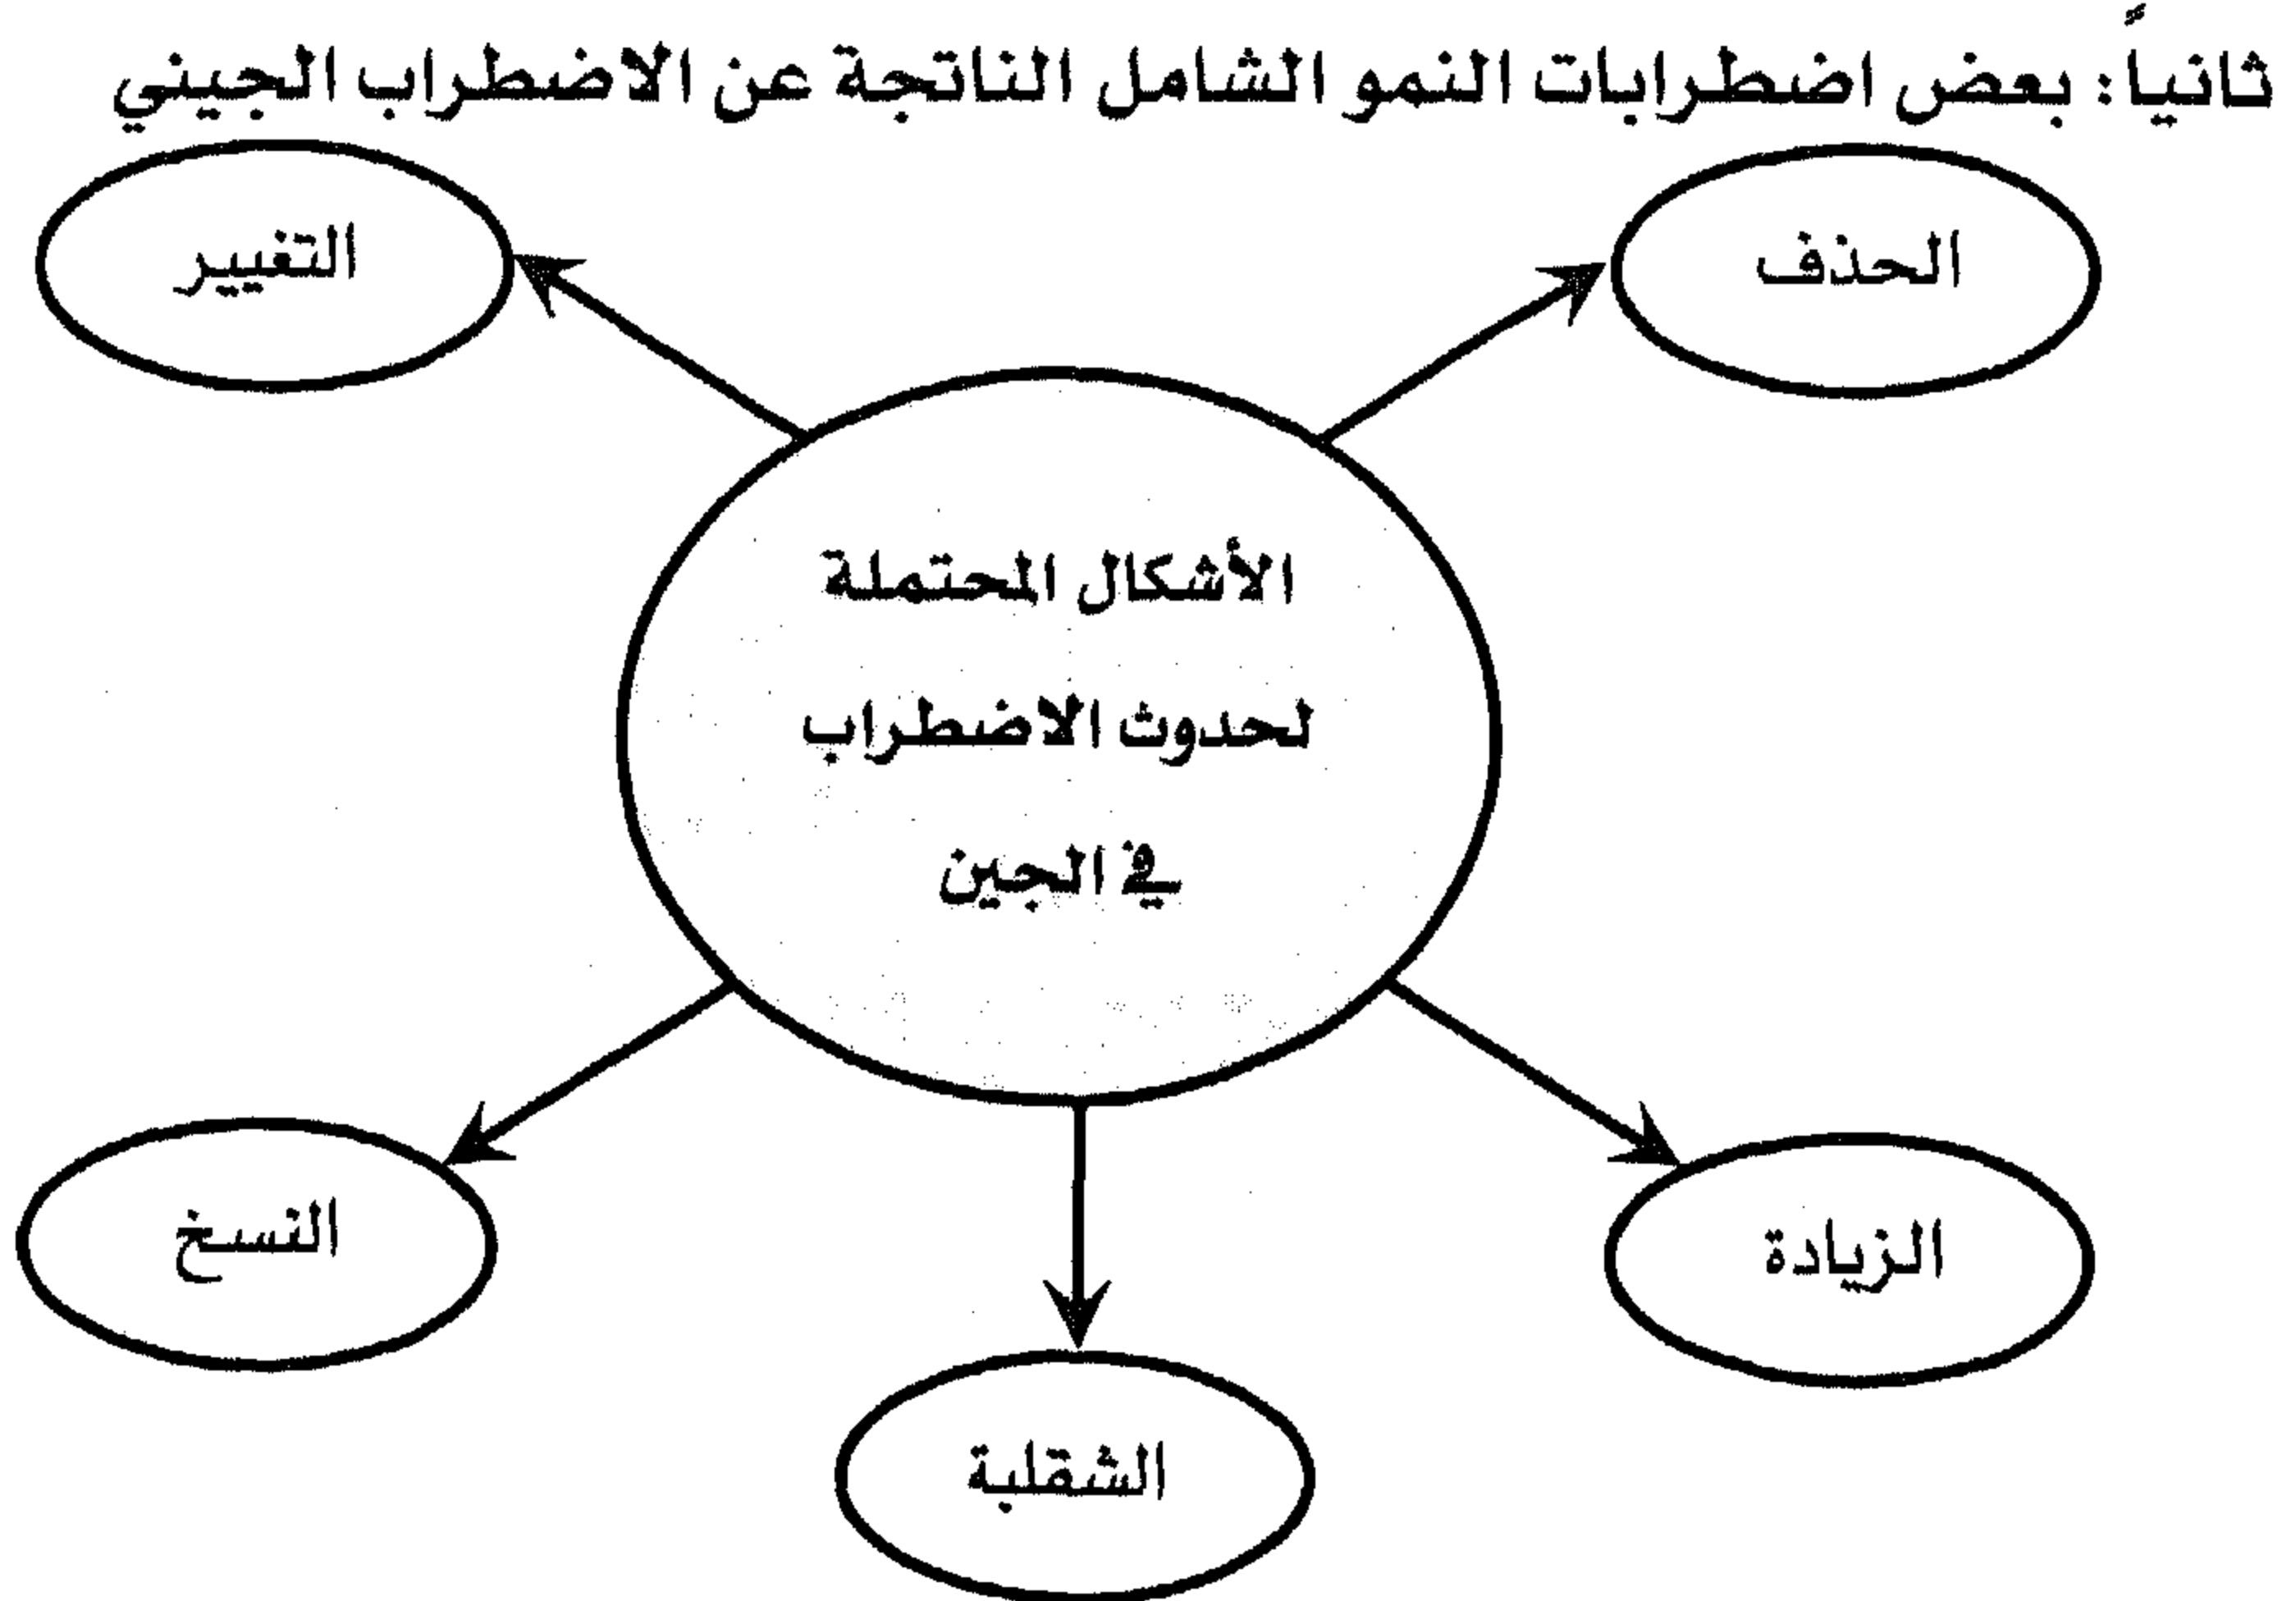 ثانياً: بعض اضطرابات النمو الشامل الناتجة عن الاضطراب الجيني
الحذف
التغيير
الأشكال المحتملة
لحدوث الاضطراب
في الجين
الزيادة
النسخ
الشقلبة